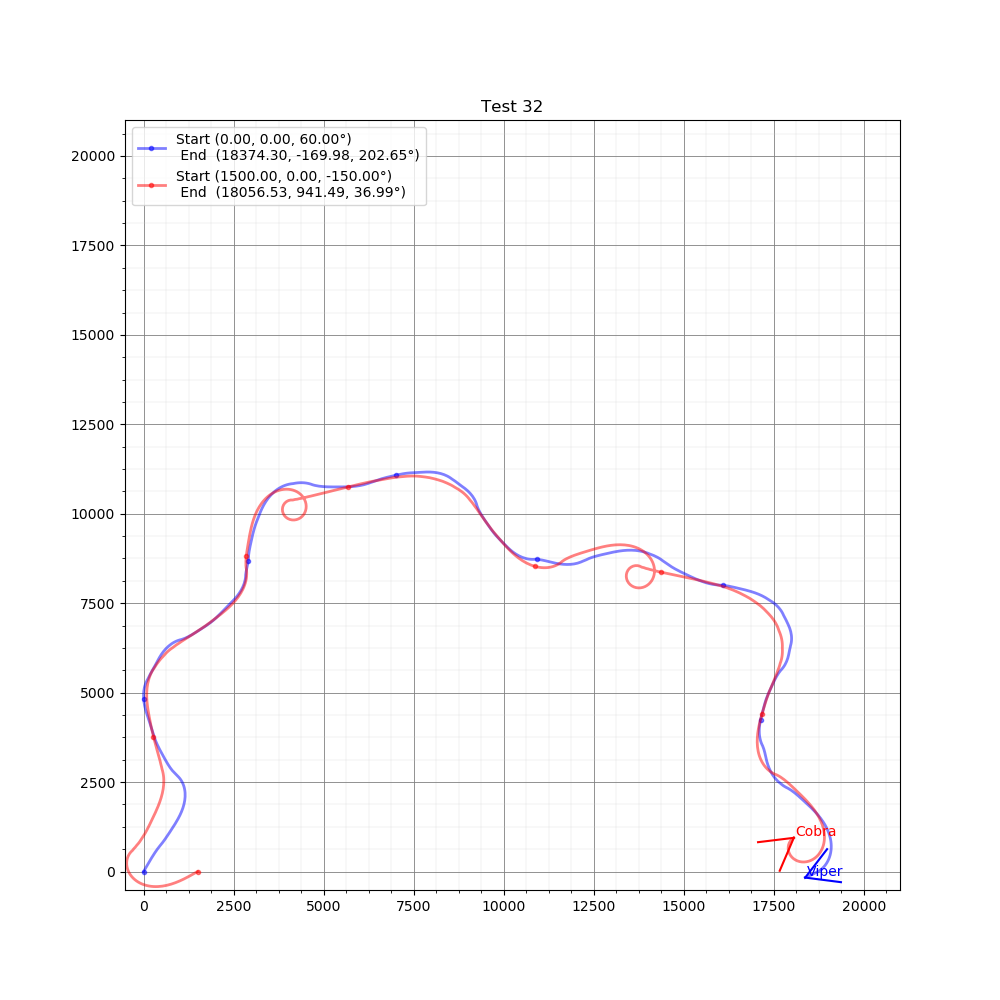 Test 32
Start (0.00, 0.00, 60.00°)
End (18374.30, -169.98, 202.65°)
Start (1500.00, 0.00, -150.00°)
End (18056.53, 941.49, 36.99°)
20000
17500
15000
12500
10000
7500
5000
2500
0
Cobra
Viper
0 2500 5000 7500 10000 12500 15000 17500 20000